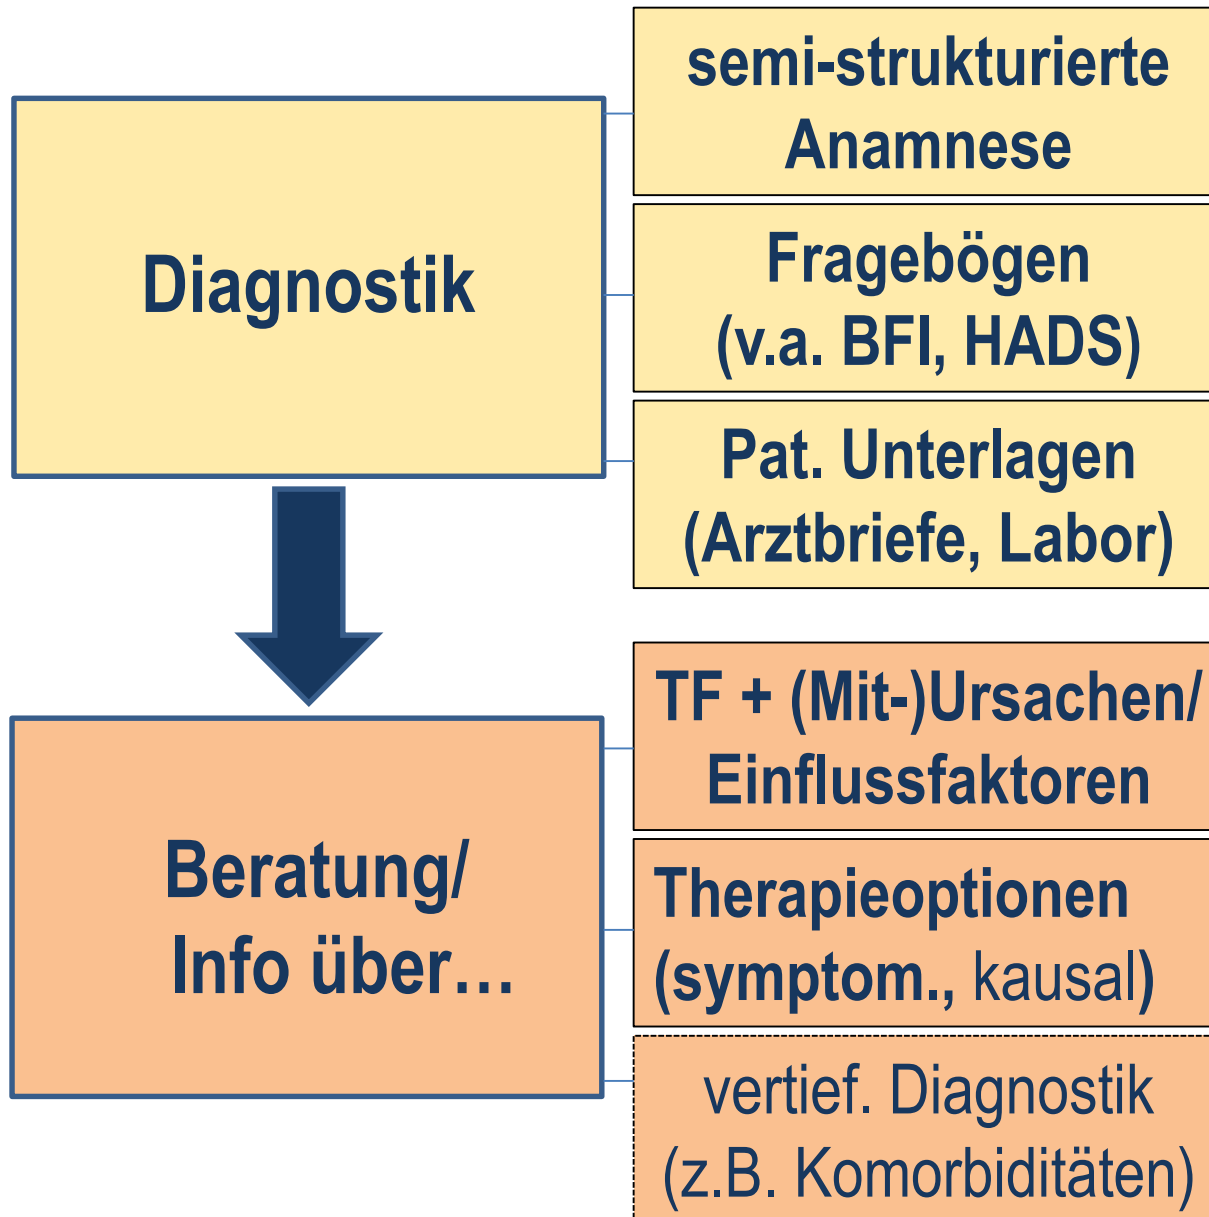 Diagnostik
semi-strukturierte
Anamnese
Fragebögen
(v.a. BFI, HADS)
Pat. Unterlagen
(Arztbriefe, Labor)
Beratung/
Info über…
TF + (Mit-)Ursachen/
Einflussfaktoren
Therapieoptionen
(symptom., kausal)
vertief. Diagnostik
(z.B. Komorbiditäten)